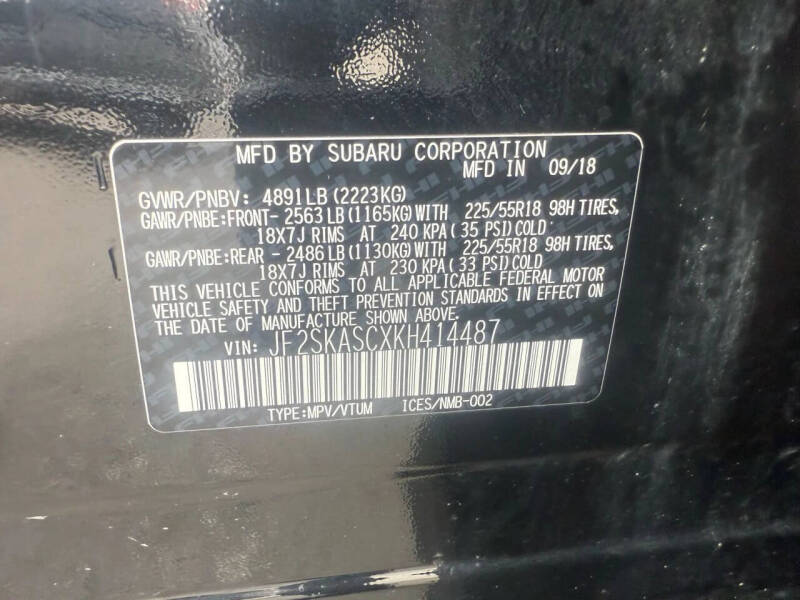 MFD BY SUBARU CORPORATION
MFD IN 09/18
GVWR/PNBV: 4891LB (2223KG)
GAWR/PNBE:FRONT- 2563 LB (1165KG) WITH 225/55R18 98H TIRES,
18X7J RIMS AT 240 KPA ( 35 PSI) COLD
GAWR/PNBE:REAR - 2486 LB (1130KG) WITH 225/55R18 98H TIRES,
18X7J RIMS AT 230 KPA ( 33 PSI) COLD
THIS VEHICLE CONFORMS TO ALL APPLICABLE FEDERAL MOTOR
VEHICLE SAFETY AND THEFT PREVENTION STANDARDS IN EFFECT ON
THE DATE OF MANUFACTURE SHOWN ABOVE.
VIN: JF2SKASCXKH414487
TYPE:MPV/VTUM ICES/NMB-002